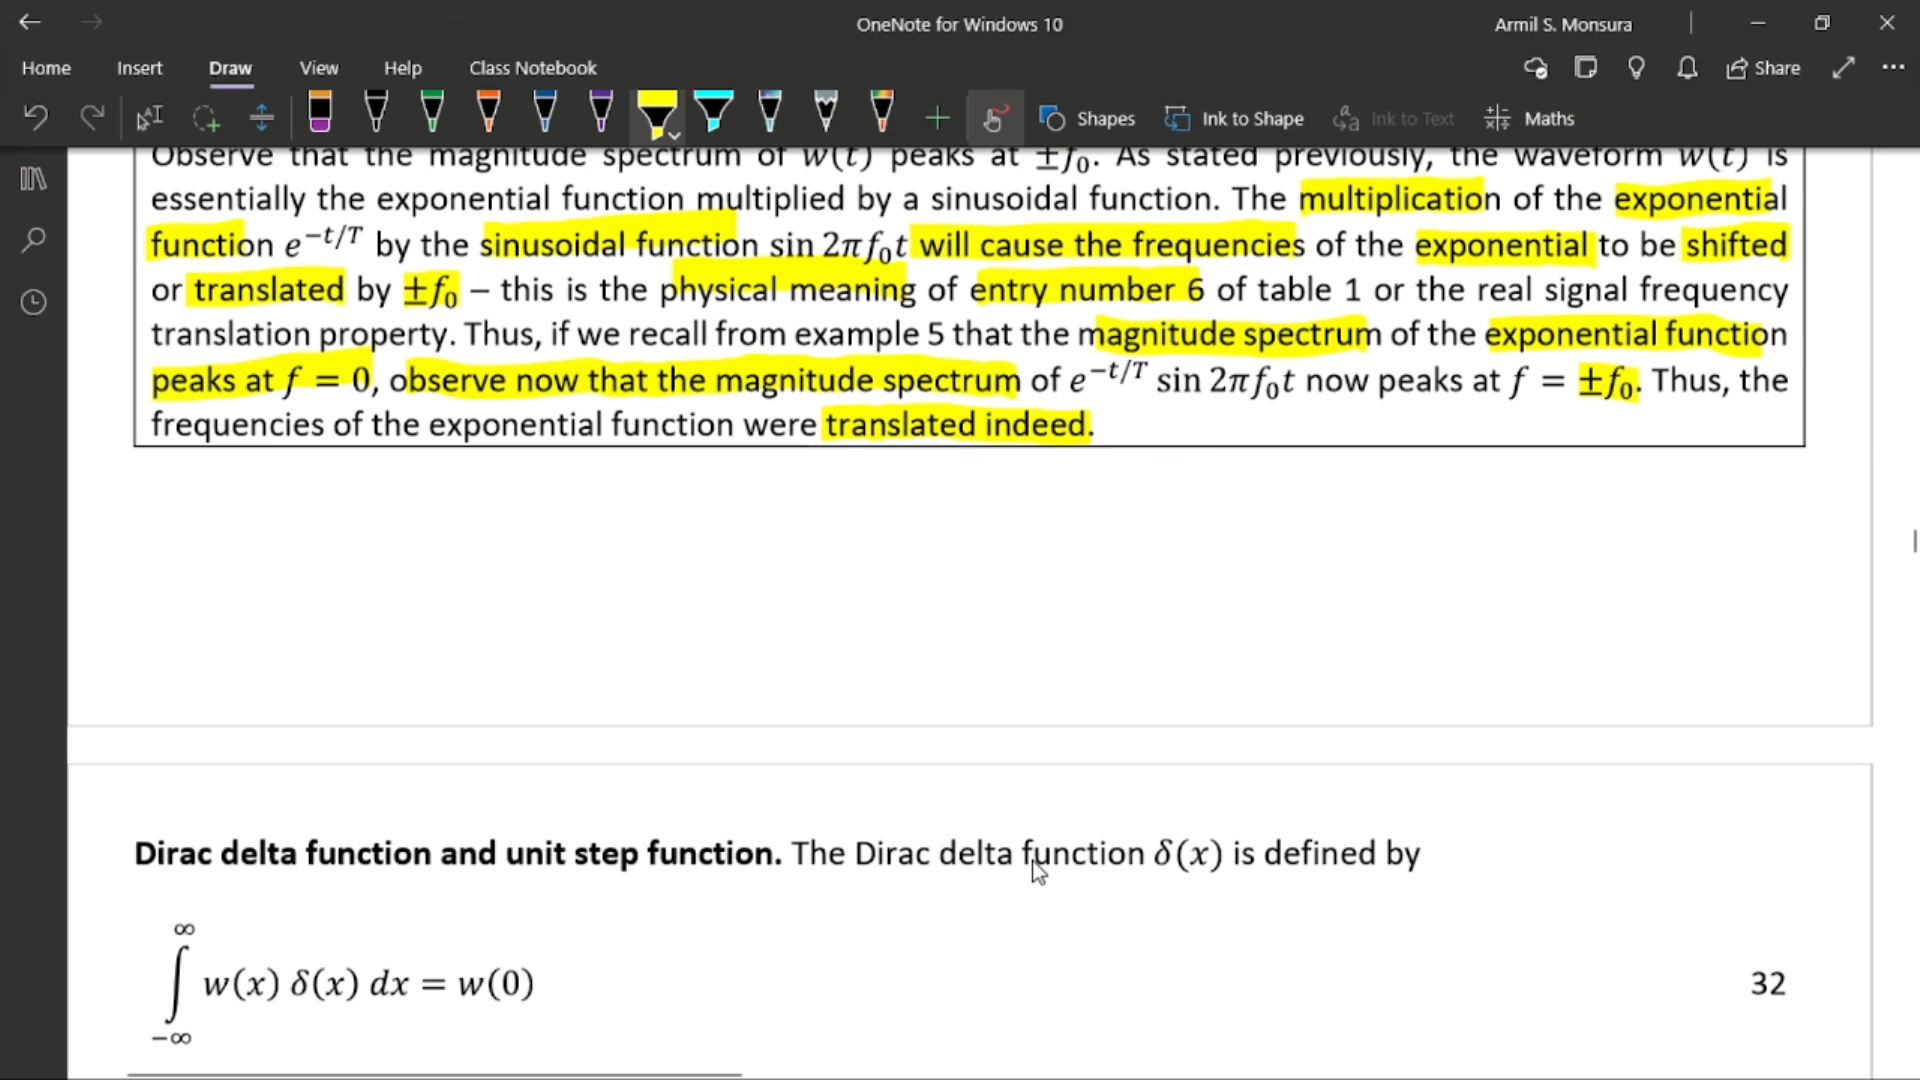 OneNote for Windows 10
Armil S. Monsura
Home Insert Draw View Help Class Notebook
Share
Shapes Ink to Shape Ink to Text Maths
Observe that the magnitude spectrum of w(t) peaks at ±f₀. As stated previously, the waveform w(t) is
essentially the exponential function multiplied by a sinusoidal function. The multiplication of the exponential
function e^{−t/T} by the sinusoidal function sin 2πf₀t will cause the frequencies of the exponential to be shifted
or translated by ±f₀ – this is the physical meaning of entry number 6 of table 1 or the real signal frequency
translation property. Thus, if we recall from example 5 that the magnitude spectrum of the exponential function
peaks at f = 0, observe now that the magnitude spectrum of e^{−t/T} sin 2πf₀t now peaks at f = ±f₀. Thus, the
frequencies of the exponential function were translated indeed.
Dirac delta function and unit step function. The Dirac delta function δ(x) is defined by
∞
∫ w(x) δ(x) dx = w(0) 32
−∞